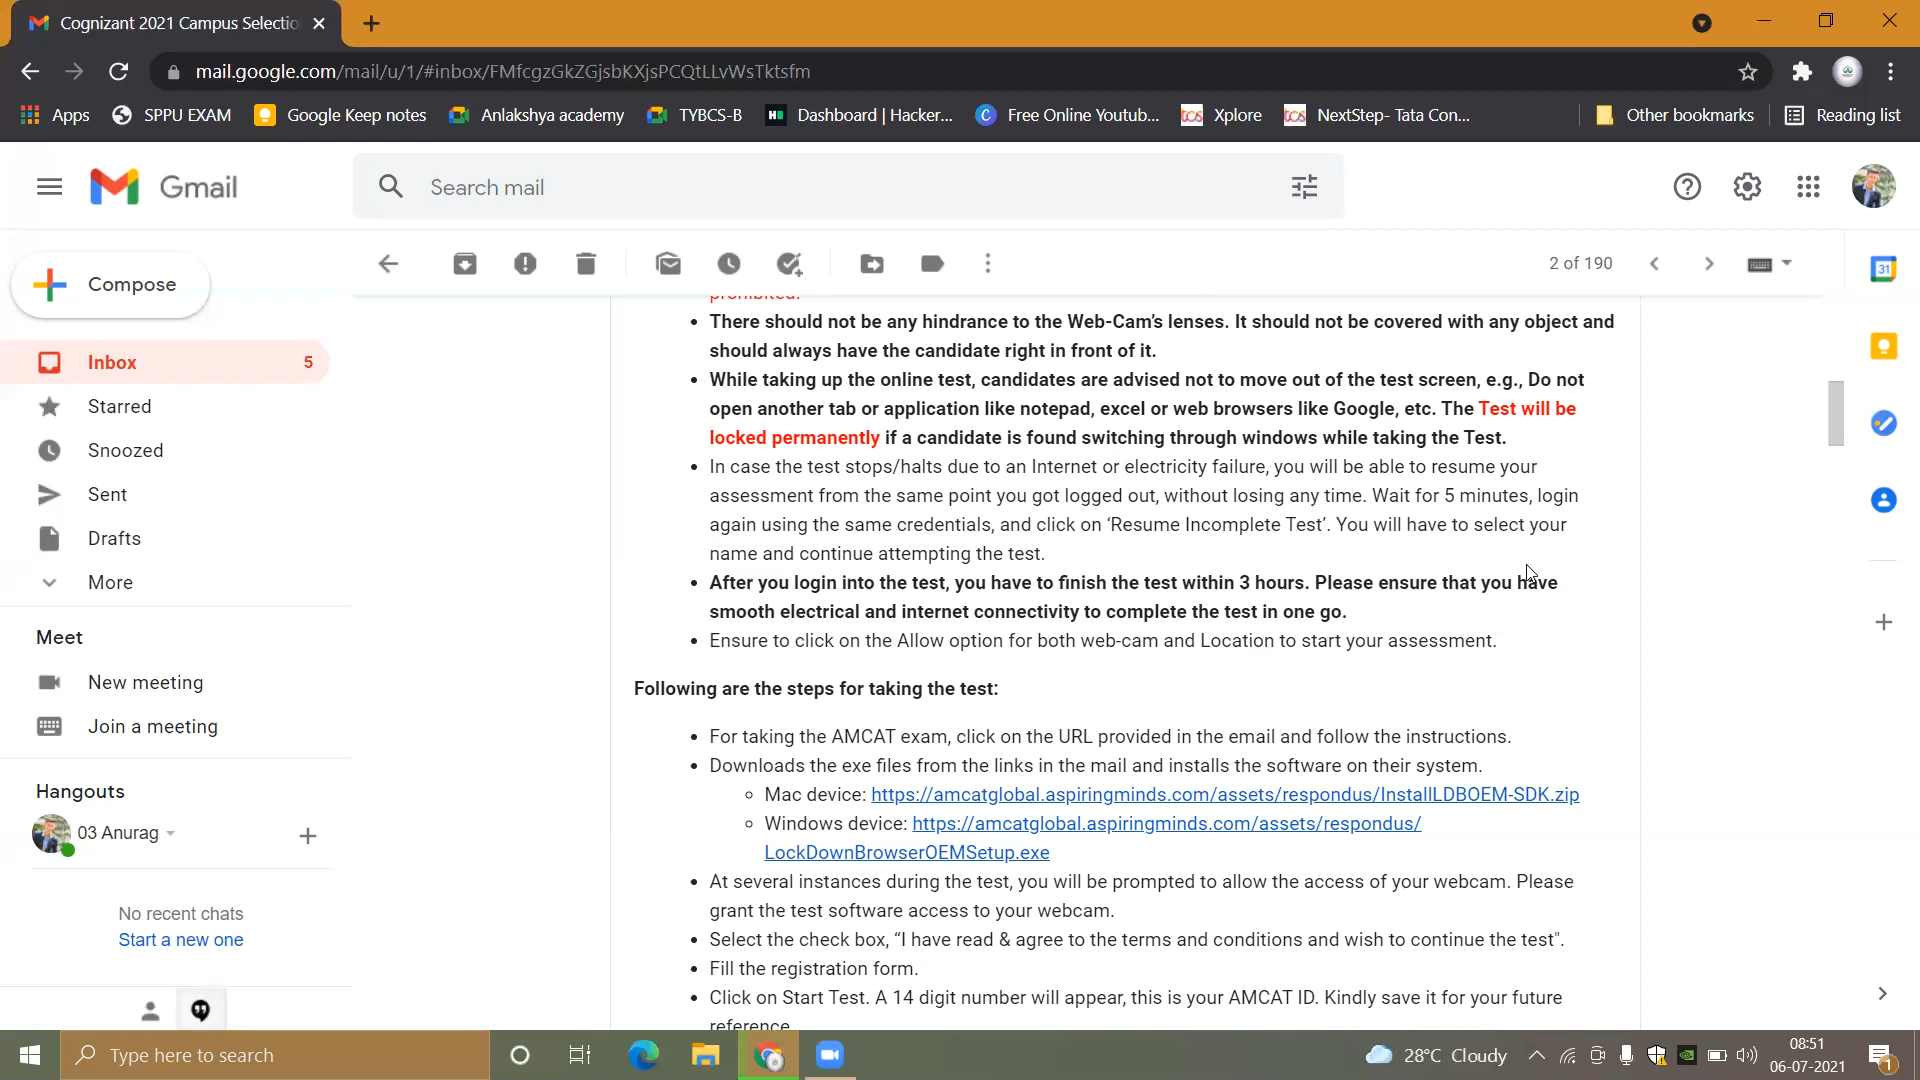 Cognizant 2021 Campus Selectio
mail.google.com/mail/u/1/#inbox/FMfcgzGkZGjsbKXjsPCQtLLvWsTktsfm
Apps SPPU EXAM Google Keep notes Anlakshya academy TYBCS-B Dashboard | Hacker... Free Online Youtub... Xplore NextStep- Tata Con... Other bookmarks Reading list
Gmail
Search mail
Compose
2 of 190
Inbox 5
Starred
Snoozed
Sent
Drafts
More
Meet
New meeting
Join a meeting
Hangouts
03 Anurag
No recent chats
Start a new one
prohibited.
• There should not be any hindrance to the Web-Cam’s lenses. It should not be covered with any object and
should always have the candidate right in front of it.
• While taking up the online test, candidates are advised not to move out of the test screen, e.g., Do not
open another tab or application like notepad, excel or web browsers like Google, etc. The Test will be
locked permanently if a candidate is found switching through windows while taking the Test.
• In case the test stops/halts due to an Internet or electricity failure, you will be able to resume your
assessment from the same point you got logged out, without losing any time. Wait for 5 minutes, login
again using the same credentials, and click on ‘Resume Incomplete Test’. You will have to select your
name and continue attempting the test.
• After you login into the test, you have to finish the test within 3 hours. Please ensure that you have
smooth electrical and internet connectivity to complete the test in one go.
• Ensure to click on the Allow option for both web-cam and Location to start your assessment.
Following are the steps for taking the test:
• For taking the AMCAT exam, click on the URL provided in the email and follow the instructions.
• Downloads the exe files from the links in the mail and installs the software on their system.
◦ Mac device: https://amcatglobal.aspiringminds.com/assets/respondus/InstallLDBOEM-SDK.zip
◦ Windows device: https://amcatglobal.aspiringminds.com/assets/respondus/
LockDownBrowserOEMSetup.exe
• At several instances during the test, you will be prompted to allow the access of your webcam. Please
grant the test software access to your webcam.
• Select the check box, “I have read & agree to the terms and conditions and wish to continue the test".
• Fill the registration form.
• Click on Start Test. A 14 digit number will appear, this is your AMCAT ID. Kindly save it for your future
reference
31
Type here to search
28°C Cloudy
08:51
06-07-2021
1